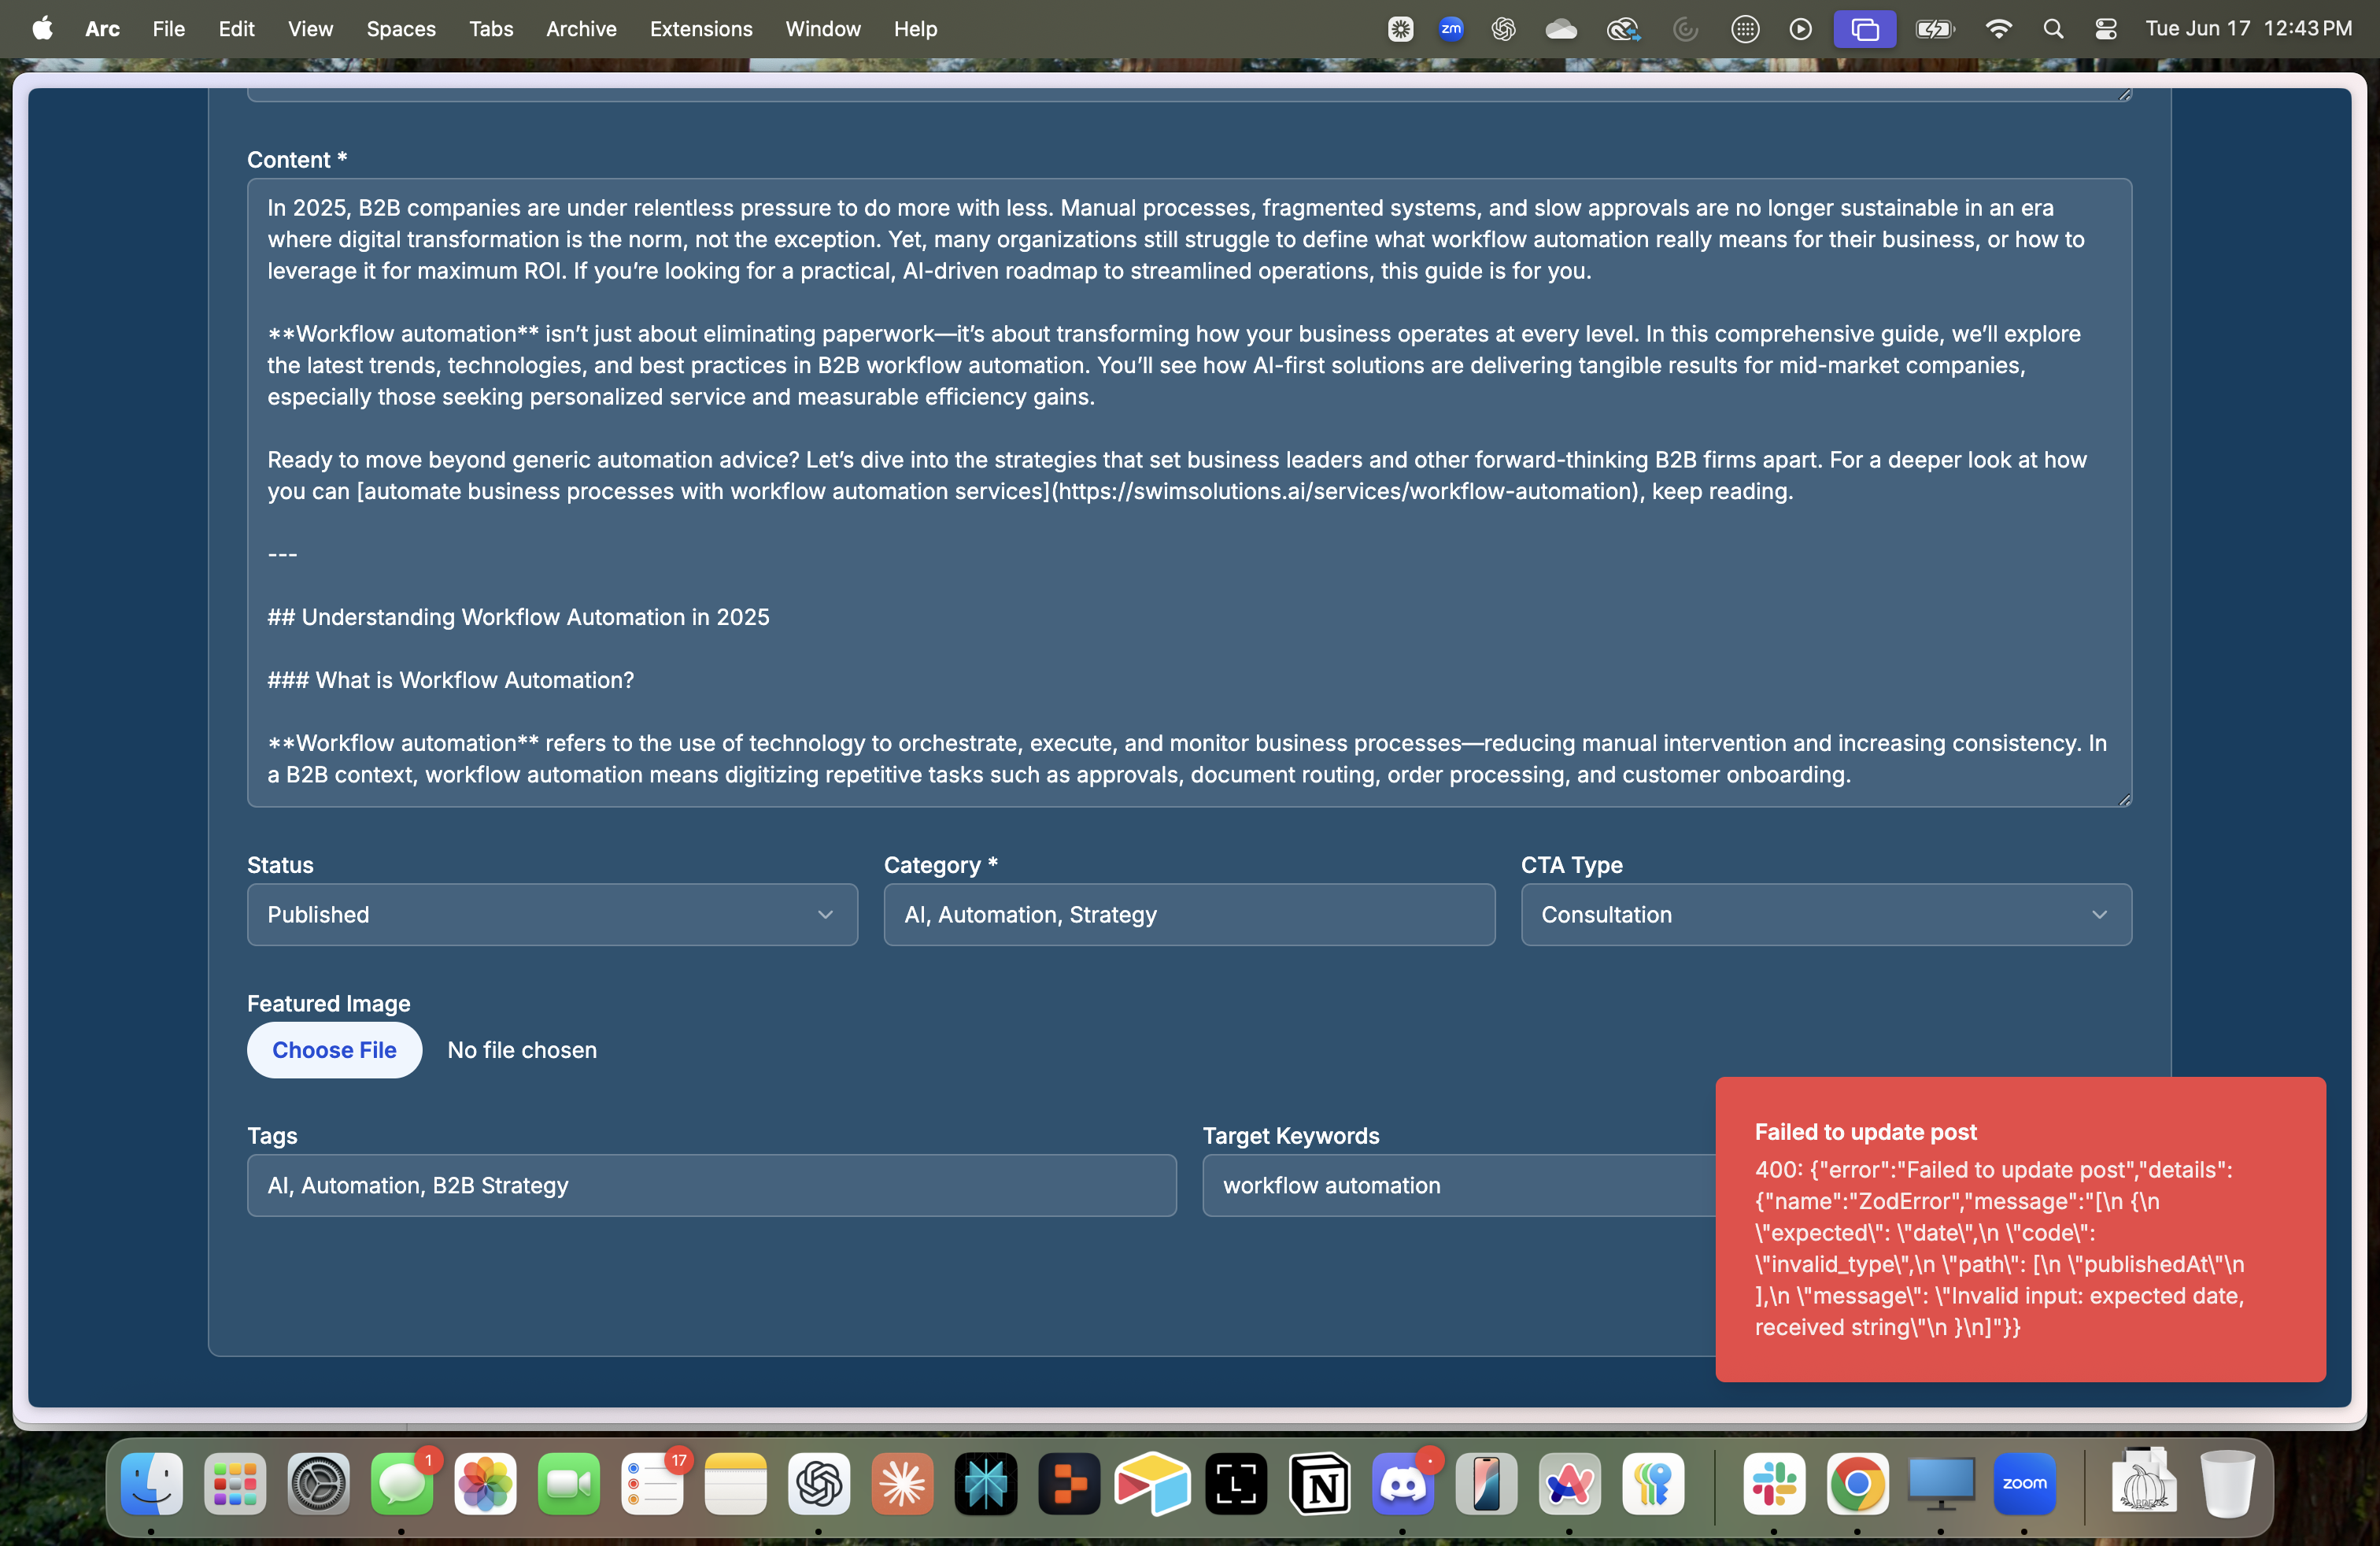 Arc File Edit View Spaces Tabs Archive Extensions Window Help zm Tue Jun 17 12:43 PM
Content *
In 2025, B2B companies are under relentless pressure to do more with less. Manual processes, fragmented systems, and slow approvals are no longer sustainable in an era
where digital transformation is the norm, not the exception. Yet, many organizations still struggle to define what workflow automation really means for their business, or how to
leverage it for maximum ROI. If you’re looking for a practical, AI-driven roadmap to streamlined operations, this guide is for you.
**Workflow automation** isn’t just about eliminating paperwork—it’s about transforming how your business operates at every level. In this comprehensive guide, we’ll explore
the latest trends, technologies, and best practices in B2B workflow automation. You’ll see how AI-first solutions are delivering tangible results for mid-market companies,
especially those seeking personalized service and measurable efficiency gains.
Ready to move beyond generic automation advice? Let’s dive into the strategies that set business leaders and other forward-thinking B2B firms apart. For a deeper look at how
you can [automate business processes with workflow automation services](https://swimsolutions.ai/services/workflow-automation), keep reading.
---
## Understanding Workflow Automation in 2025
### What is Workflow Automation?
**Workflow automation** refers to the use of technology to orchestrate, execute, and monitor business processes—reducing manual intervention and increasing consistency. In
a B2B context, workflow automation means digitizing repetitive tasks such as approvals, document routing, order processing, and customer onboarding.
Status Category * CTA Type
Published AI, Automation, Strategy Consultation
Featured Image
Choose File No file chosen
Tags Target Keywords
AI, Automation, B2B Strategy workflow automation
Failed to update post
400: {"error":"Failed to update post","details":
{"name":"ZodError","message":"[\n {\n
\"expected\": \"date\",\n \"code\":
\"invalid_type\",\n \"path\": [\n \"publishedAt\"\n
],\n \"message\": \"Invalid input: expected date,
received string\"\n }\n]"}}
1 17 L N zoom